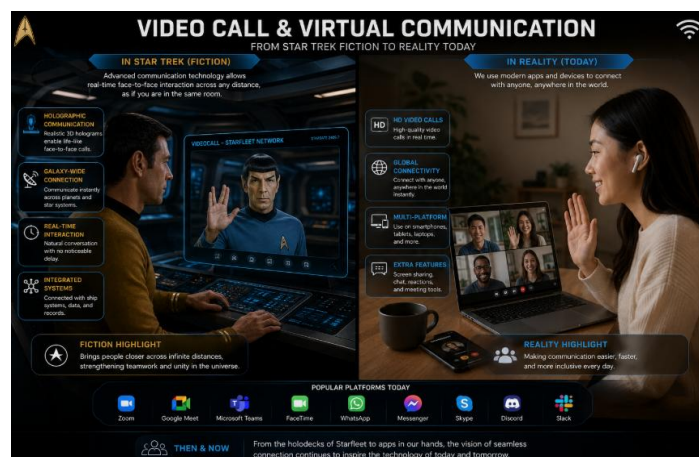 VIDEO CALL & VIRTUAL COMMUNICATION
FROM STAR TREK FICTION TO REALITY TODAY
IN STAR TREK (FICTION)
Advanced communication technology allows
real-time face-to-face interaction across any distance,
as if you are in the same room.
HOLOGRAPHIC
COMMUNICATION
Realistic 3D holograms
enable life-like
face-to-face calls.
GALAXY-WIDE
CONNECTION
Communicate instantly
across planets and
star systems.
REAL-TIME
INTERACTION
Natural conversation
with no noticeable
delay.
INTEGRATED
SYSTEMS
Connected with ship
systems, data, and
records.
VIDEOCALL - STARFLEET NETWORK
FICTION HIGHLIGHT
Brings people closer across infinite distances,
strengthening teamwork and unity in the universe.
IN REALITY (TODAY)
We use modern apps and devices to connect
with anyone, anywhere in the world.
HD
HD VIDEO CALLS
High-quality video
calls in real time.
GLOBAL
CONNECTIVITY
Connect with anyone,
anywhere in the world
instantly.
MULTI-PLATFORM
Use on smartphones,
tablets, laptops,
and more.
EXTRA FEATURES
Screen sharing,
chat, reactions,
and meeting tools.
REALITY HIGHLIGHT
Making communication easier, faster,
and more inclusive every day.
POPULAR PLATFORMS TODAY
Zoom
Google Meet
Microsoft Teams
FaceTime
WhatsApp
Messenger
Skype
Discord
Slack
THEN & NOW
From the holodecks of Starfleet to apps in our hands, the vision of seamless
connection continues to inspire the technology of today and tomorrow.